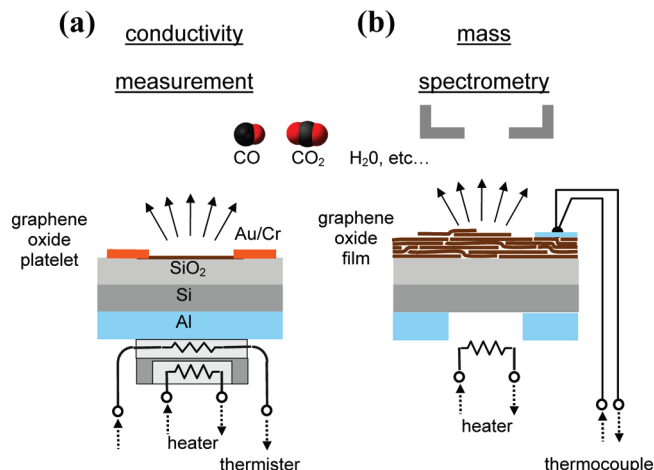 (a)
conductivity
measurement
(b)
mass
spectrometry
CO
CO2
H20, etc…
graphene
oxide
platelet
Au/Cr
SiO2
Si
Al
heater
thermister
graphene
oxide
film
heater
thermocouple